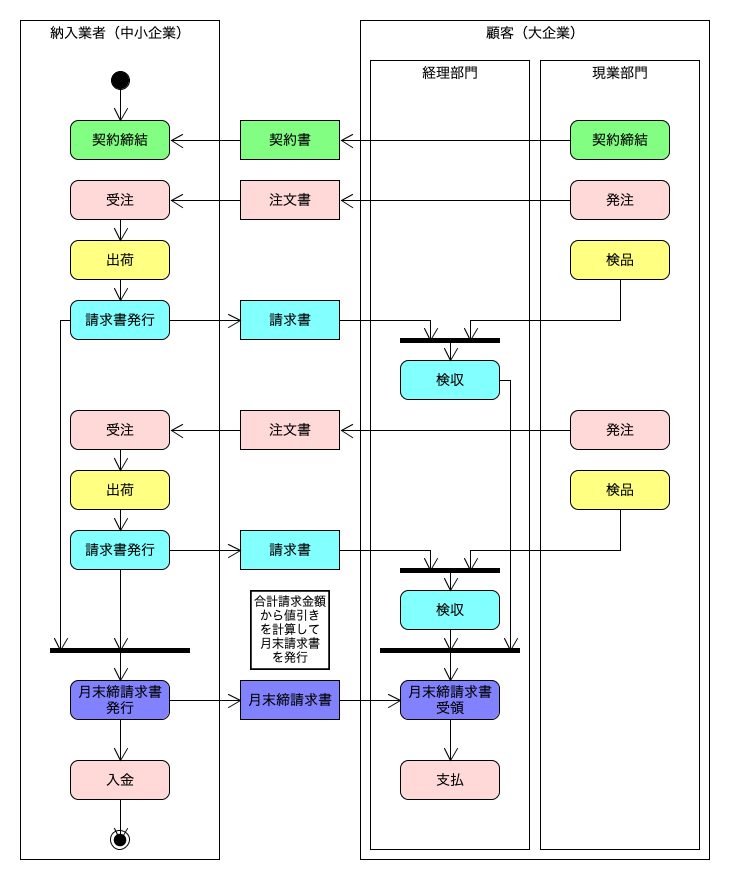 納入業者（中小企業）
顧客（大企業）
経理部門
現業部門
契約締結
契約書
契約締結
受注
注文書
発注
出荷
検品
請求書発行
請求書
検収
受注
注文書
発注
出荷
検品
請求書発行
請求書
合計請求金額
から値引き
を計算して
月末請求書
を発行
検収
月末締請求書
発行
月末締請求書
月末締請求書
受領
入金
支払